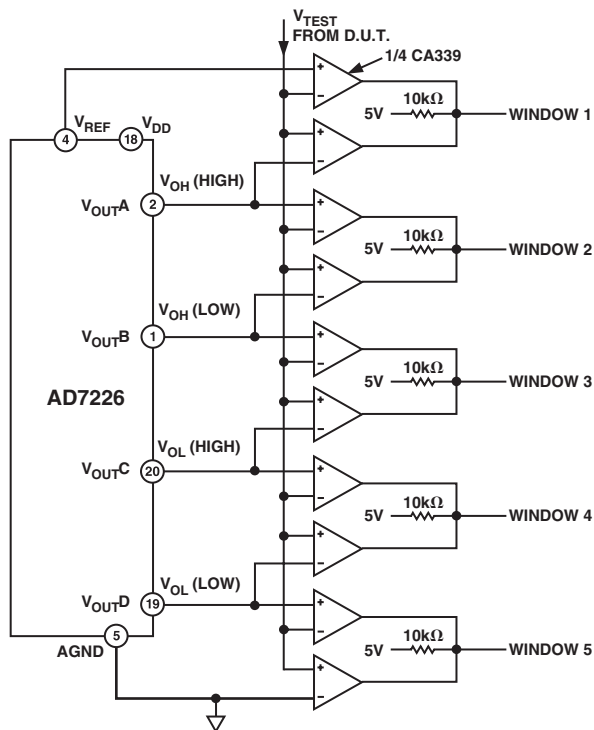 V_TEST
FROM D.U.T.
1/4 CA339
+
−
+
−
10kΩ
5V
WINDOW 1
V_REF
4
V_DD
18
V_OH (HIGH)
V_OUTA
2
+
−
+
−
10kΩ
5V
WINDOW 2
V_OH (LOW)
V_OUTB
1
+
−
+
−
10kΩ
5V
WINDOW 3
AD7226
V_OL (HIGH)
V_OUTC
20
+
−
+
−
10kΩ
5V
WINDOW 4
V_OL (LOW)
V_OUTD
19
+
−
+
−
10kΩ
5V
WINDOW 5
5
AGND